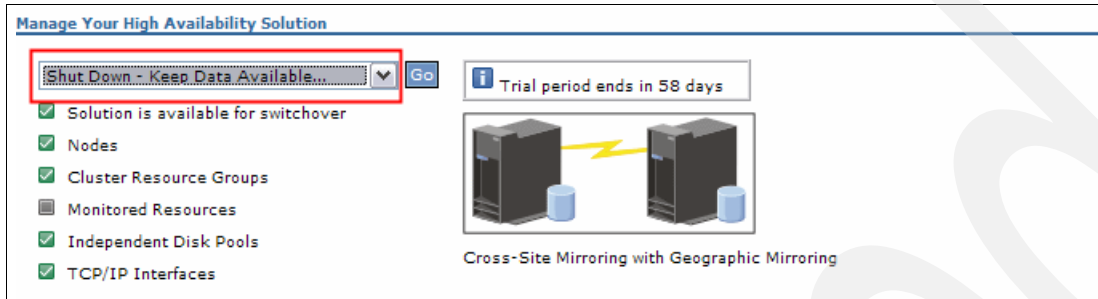 Manage Your High Availability Solution
Shut Down - Keep Data Available...
Go
Trial period ends in 58 days
Solution is available for switchover
Nodes
Cluster Resource Groups
Monitored Resources
Independent Disk Pools
TCP/IP Interfaces
Cross-Site Mirroring with Geographic Mirroring